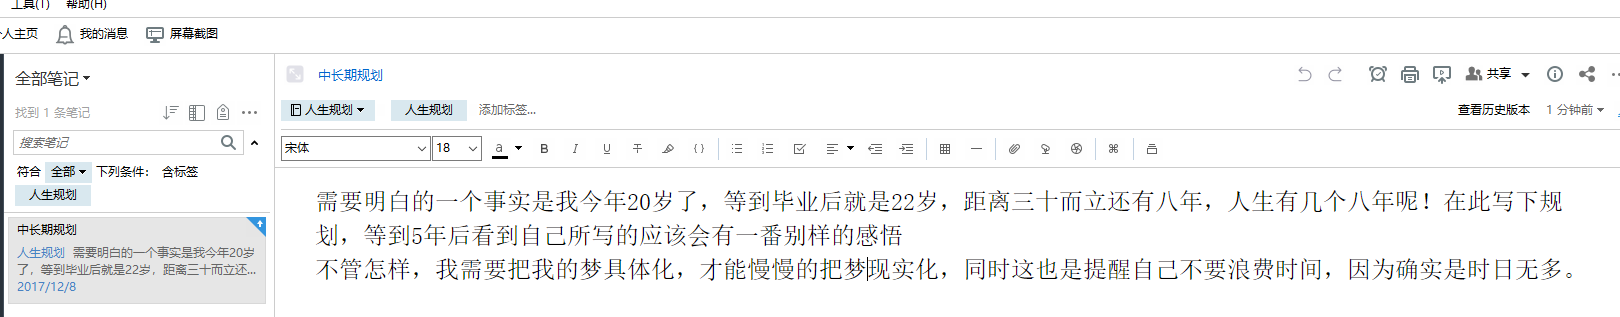 工具(T) 帮助(H)
个人主页 我的消息 屏幕截图
全部笔记
找到 1 条笔记
搜索笔记
符合 全部 下列条件： 含标签
人生规划
中长期规划
人生规划 需要明白的一个事实是我今年20岁
了，等到毕业后就是22岁，距离三十而立还...
2017/12/8
中长期规划
共享
人生规划 人生规划 添加标签...
查看历史版本 1 分钟前
宋体 18 a B I U T
需要明白的一个事实是我今年20岁了，等到毕业后就是22岁，距离三十而立还有八年，人生有几个八年呢！在此写下规
划，等到5年后看到自己所写的应该会有一番别样的感悟
不管怎样，我需要把我的梦具体化，才能慢慢的把梦现实化，同时这也是提醒自己不要浪费时间，因为确实是时日无多。